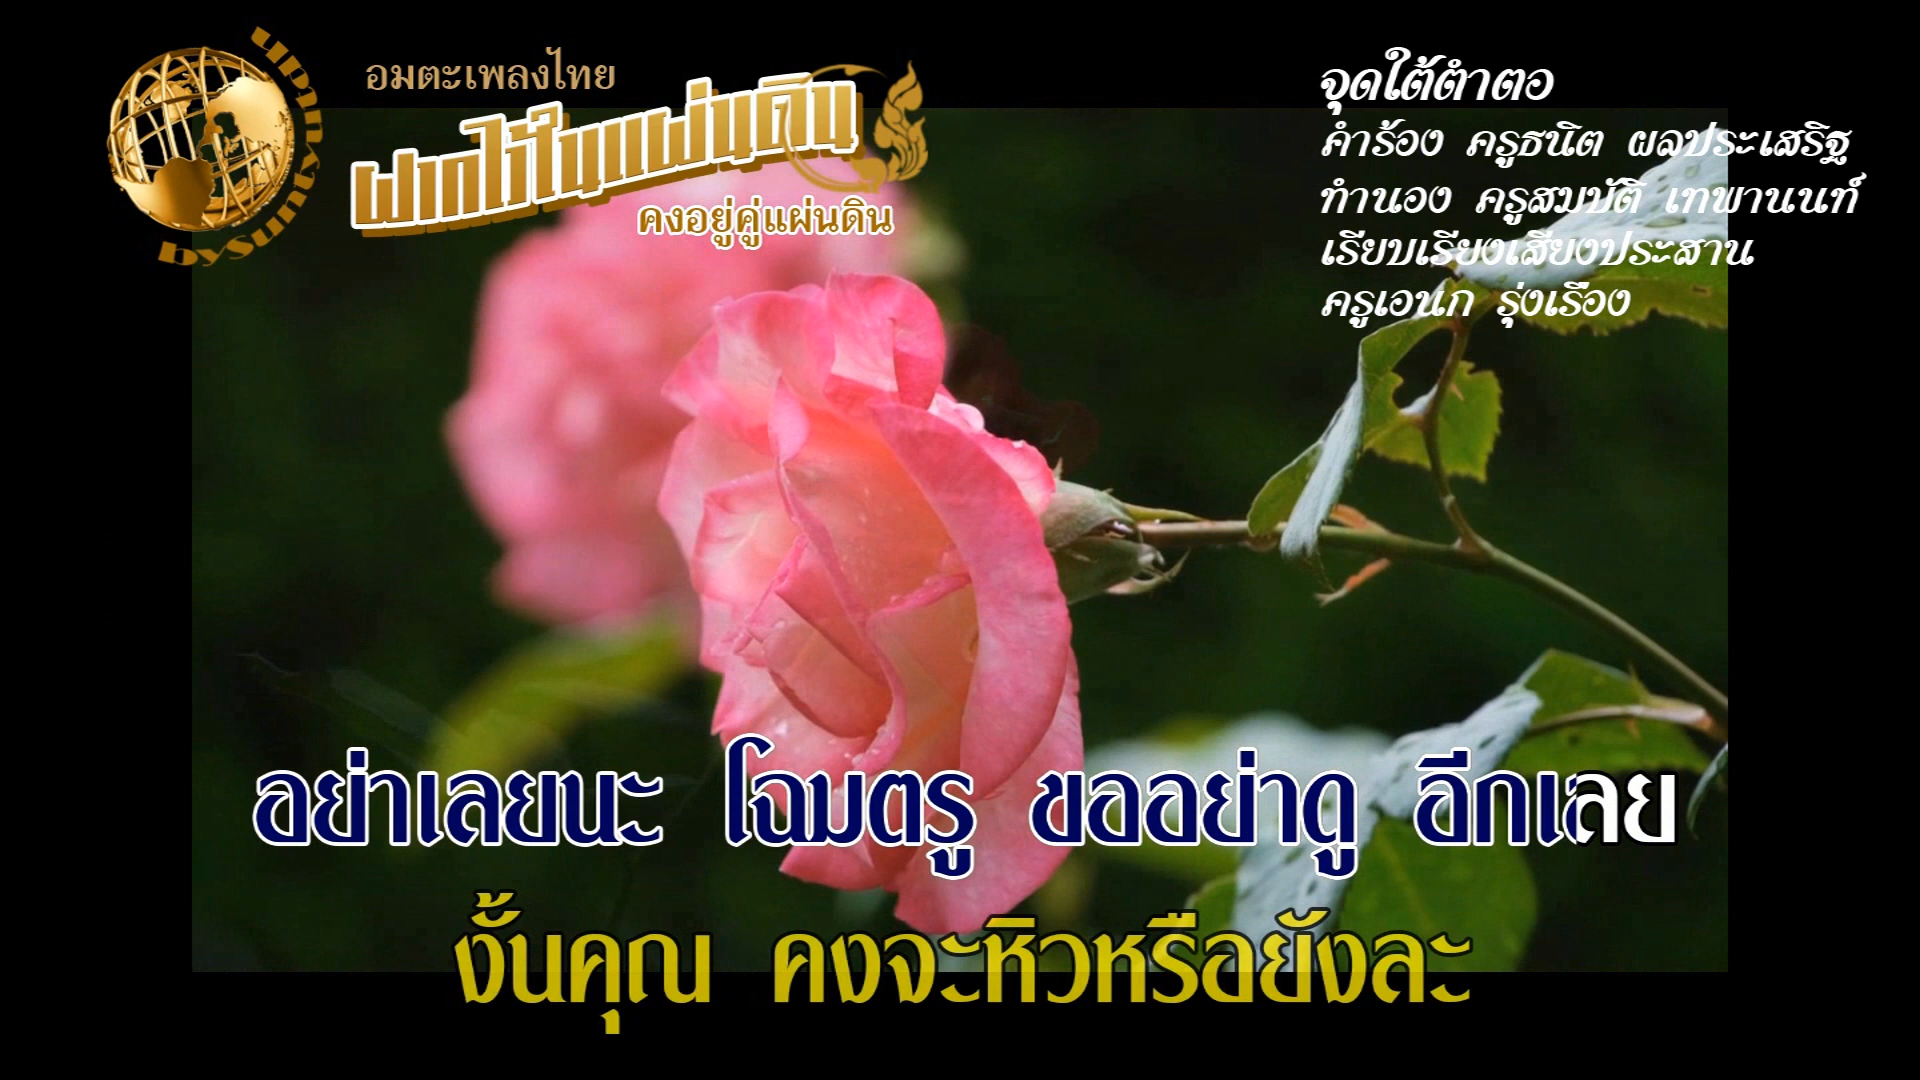 อมตะเพลงไทย
ฝากไว้ในแผ่นดิน
คงอยู่คู่แผ่นดิน
bySuntyranch
จุดใต้ตำตอ
คำร้อง ครูธนิต ผลประเสริฐ
ทำนอง ครูสมบัติ เทพานนท์
เรียบเรียงเสียงประสาน
ครูเอนก รุ่งเรือง
อย่าเลยนะ โฉมตรู ขออย่าดู อีกเลย
งั้นคุณ คงจะหิวหรือยังละ